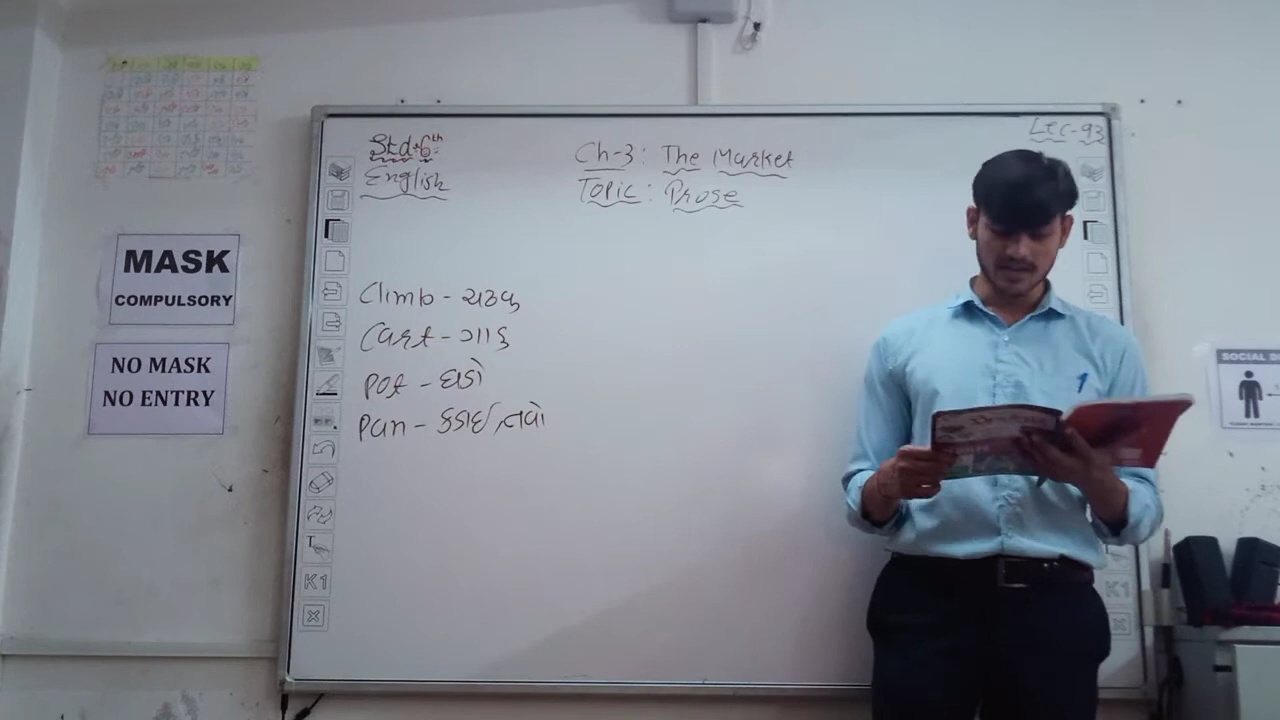 Std-6th
English
Ch-3: The Market
Topic: Prose
Lec-93
Climb - ચઢવુ
Cart - ગાડુ
Pot - ઘડો
Pan - કડાઈ, તવો
MASK
COMPULSORY
NO MASK
NO ENTRY
SOCIAL
T
K1
K1